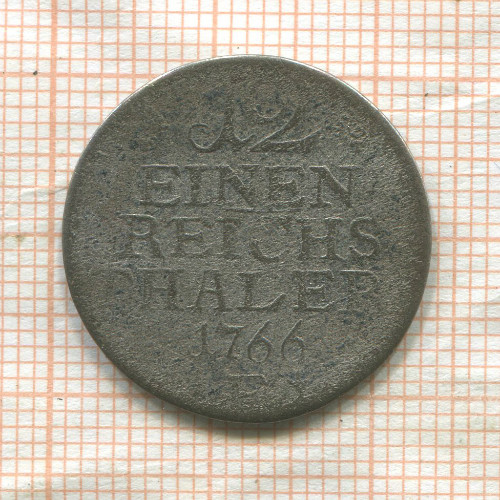 12
EINEN
REICHS
THALER
1766